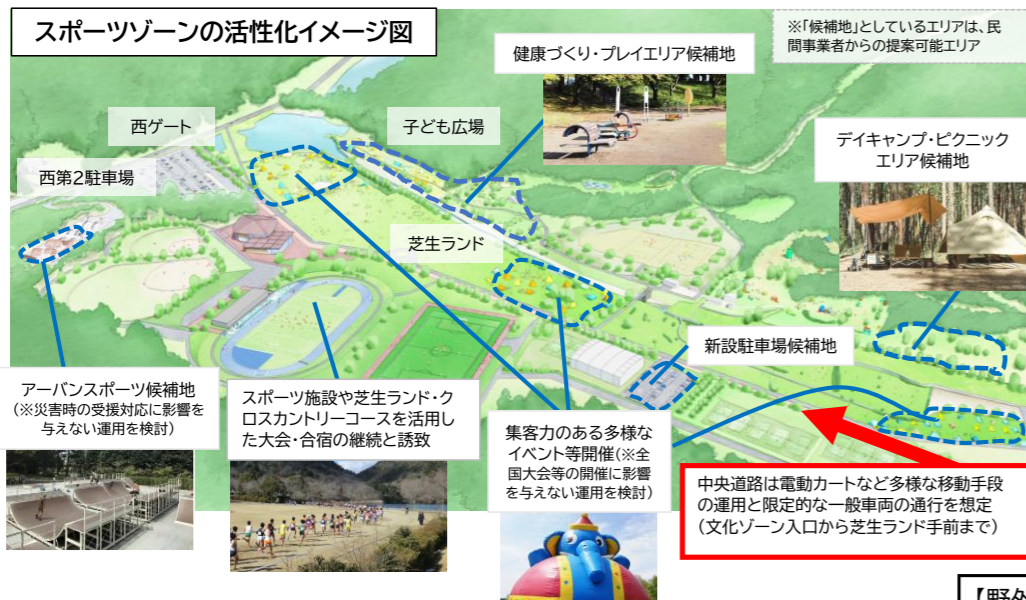 スポーツゾーンの活性化イメージ図
※「候補地」としているエリアは、民
間事業者からの提案可能エリア
健康づくり・プレイエリア候補地
西ゲート
子ども広場
デイキャンプ・ピクニック
エリア候補地
西第2駐車場
芝生ランド
新設駐車場候補地
アーバンスポーツ候補地
(※災害時の受援対応に影響を
与えない運用を検討)
スポーツ施設や芝生ランド・ク
ロスカントリーコースを活用し
た大会・合宿の継続と誘致
集客力のある多様な
イベント等開催(※全
国大会等の開催に影響
を与えない運用を検討)
中央道路は電動カートなど多様な移動手段
の運用と限定的な一般車両の通行を想定
(文化ゾーン入口から芝生ランド手前まで)
【野外